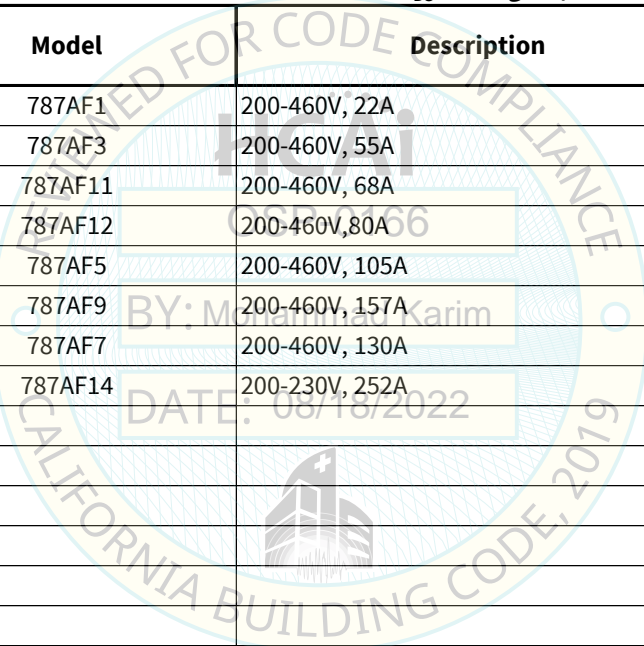 Model Description
787AF1 200-460V, 22A
787AF3 200-460V, 55A
787AF11 200-460V, 68A
787AF12 200-460V,80A
787AF5 200-460V, 105A
787AF9 200-460V, 157A
787AF7 200-460V, 130A
787AF14 200-230V, 252A
REVIEWED FOR CODE COMPLIANCE
HCAi
OSP-0166
BY: Mohammad Karim
DATE: 08/18/2022
CALIFORNIA BUILDING CODE, 2019